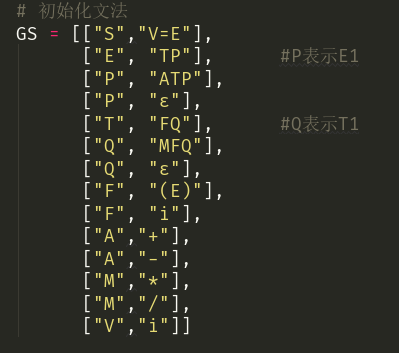 # 初始化文法
GS = [["S","V=E"],
["E", "TP"], #P表示E1
["P", "ATP"],
["P", "ε"],
["T", "FQ"], #Q表示T1
["Q", "MFQ"],
["Q", "ε"],
["F", "(E)"],
["F", "i"],
["A","+"],
["A","-"],
["M","*"],
["M","/"],
["V","i"]]